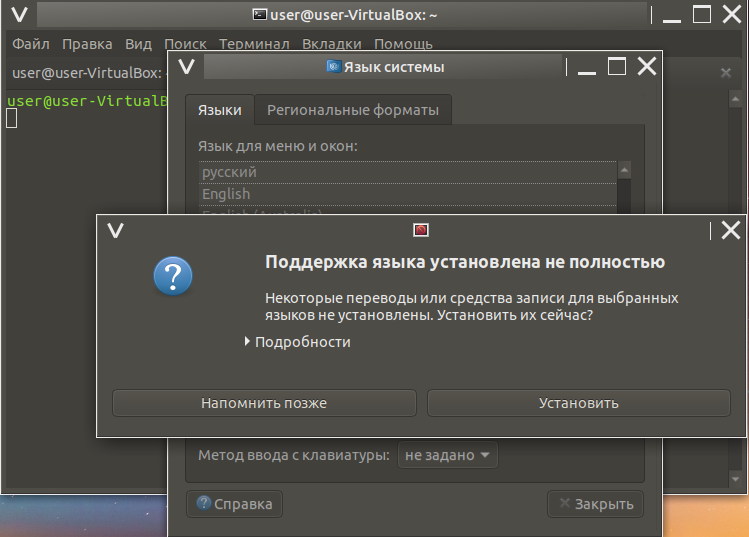 user@user-VirtualBox: ~
Файл Правка Вид Поиск Терминал Вкладки Помощь
user@user-VirtualBox:
user@user-VirtualB
Язык системы
Языки Региональные форматы
Язык для меню и окон:
русский
English
English (Australia)
Поддержка языка установлена не полностью
Некоторые переводы или средства записи для выбранных
языков не установлены. Установить их сейчас?
Подробности
Напомнить позже Установить
Метод ввода с клавиатуры: не задано
Справка Закрыть